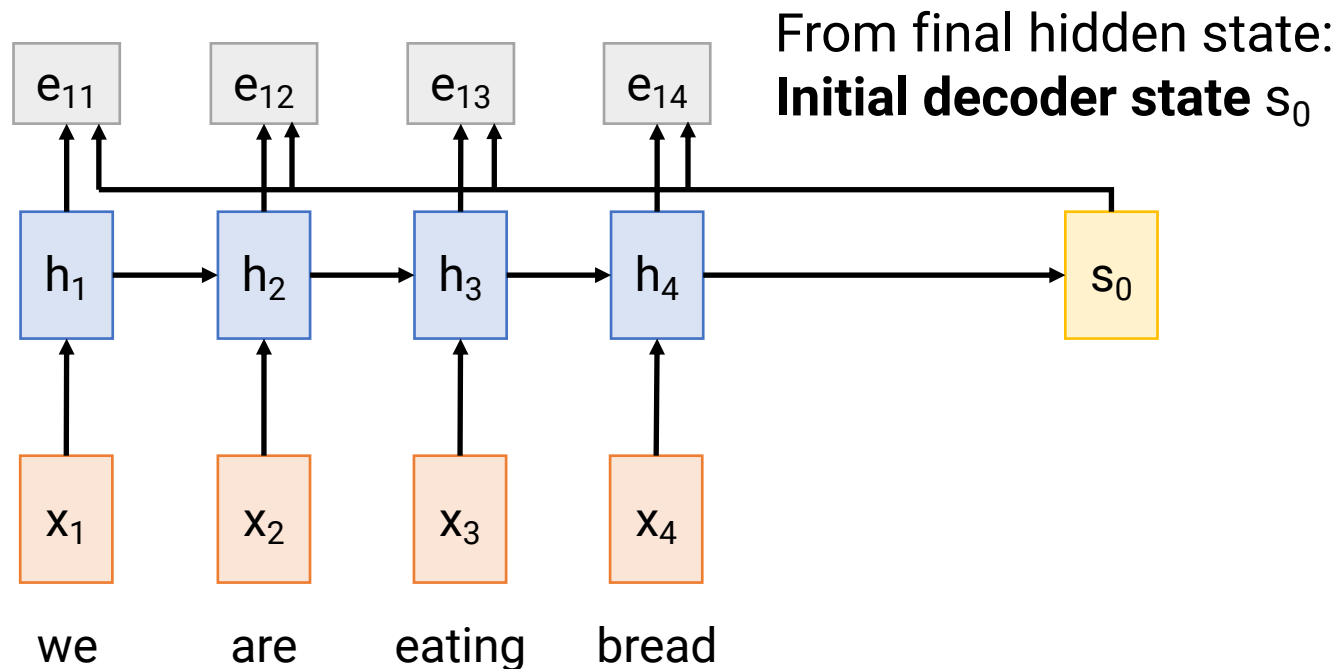 From final hidden state:
Initial decoder state s₀
e₁₁ e₁₂ e₁₃ e₁₄
h₁ h₂ h₃ h₄ s₀
x₁ x₂ x₃ x₄
we are eating bread